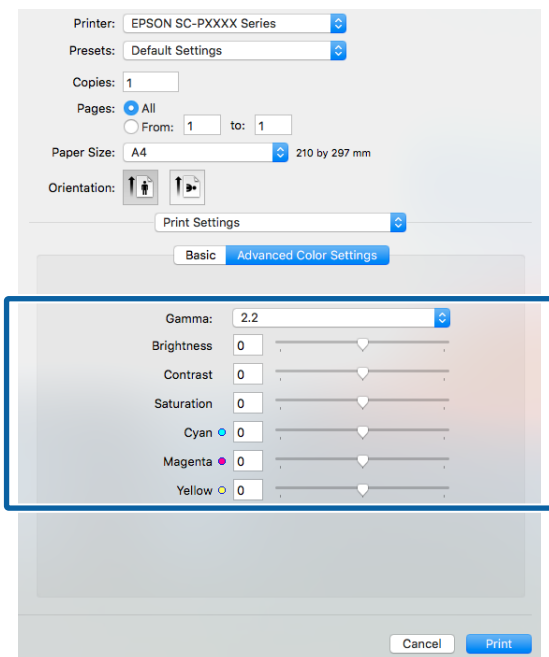 Printer: EPSON SC-PXXXX Series
Presets: Default Settings
Copies: 1
Pages: All
From: 1 to: 1
Paper Size: A4 210 by 297 mm
Orientation:
Print Settings
Basic Advanced Color Settings
Gamma: 2.2
Brightness 0
Contrast 0
Saturation 0
Cyan 0
Magenta 0
Yellow 0
Cancel Print